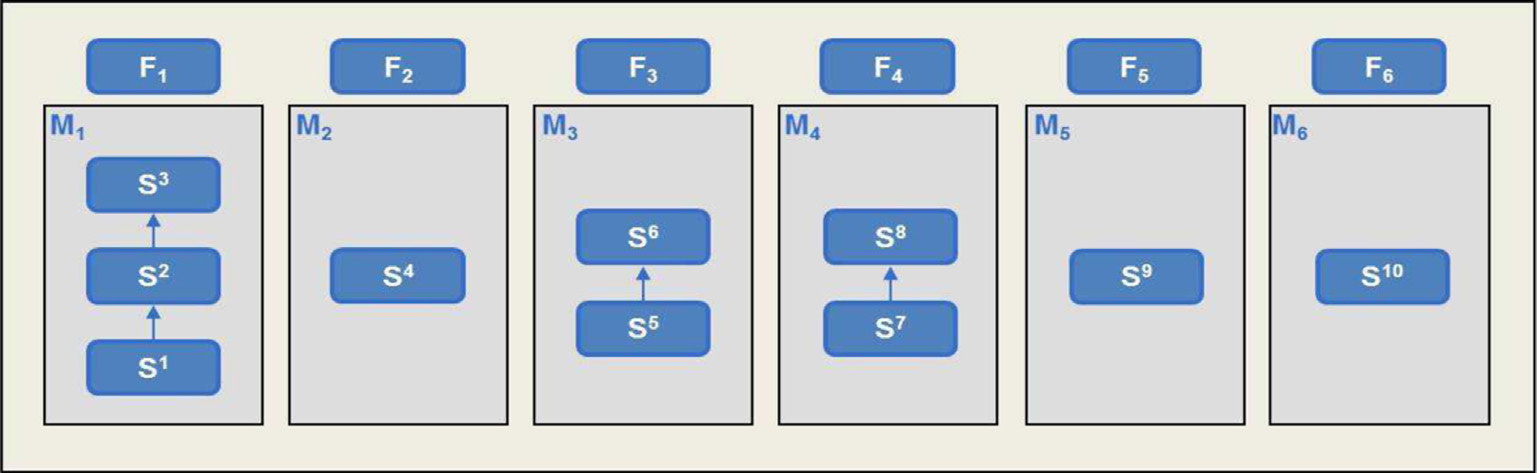 F₁ F₂ F₃ F₄ F₅ F₆
M₁ M₂ M₃ M₄ M₅ M₆
S³
S⁶ S⁸
S² S⁴ S⁹ S¹⁰
S⁵ S⁷
S¹